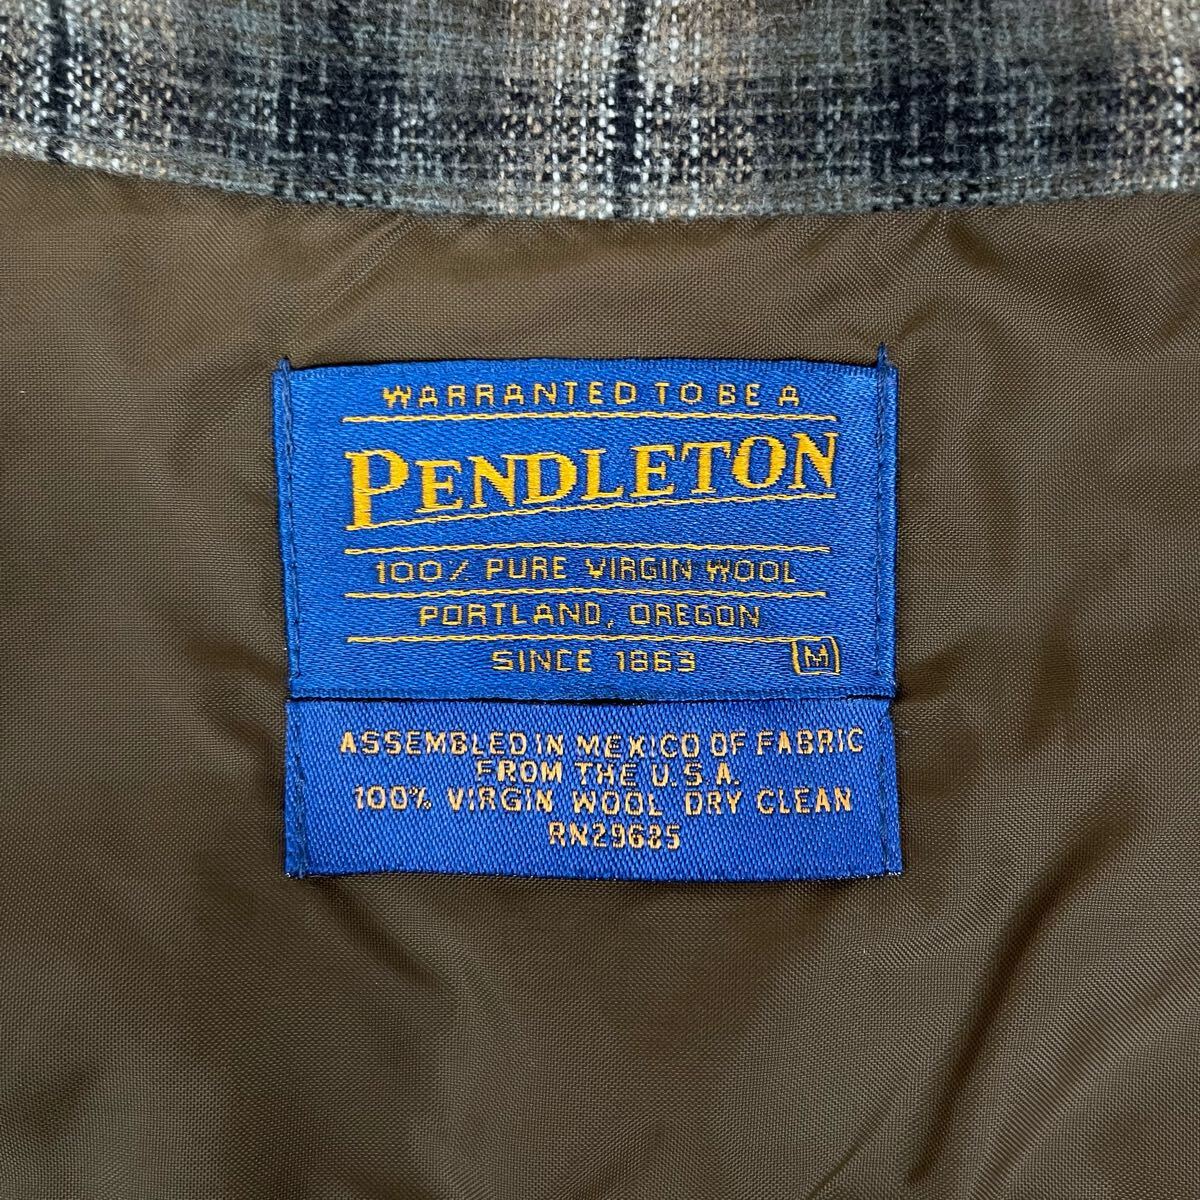 WARRANTED TO BE A
PENDLETON
100% PURE VIRGIN WOOL
PORTLAND, OREGON
SINCE 1863 M
ASSEMBLED IN MEXICO OF FABRIC
FROM THE U.S.A.
100% VIRGIN WOOL DRY CLEAN
RN29685